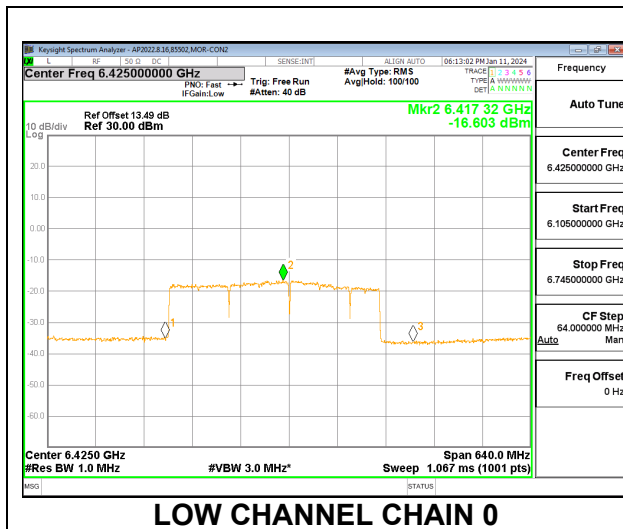 Keysight Spectrum Analyzer - AP2022.8.16,85502,MOR-CON2
L RF 50 Ω DC SENSE:INT ALIGN AUTO 06:13:02 PM Jan 11, 2024
Center Freq 6.425000000 GHz
PNO: Fast
IFGain:Low
Trig: Free Run
#Atten: 40 dB
#Avg Type: RMS
Avg|Hold: 100/100
TRACE 1 2 3 4 5 6
TYPE A WWWWW
DET A N N N N N
Frequency
Auto Tune
Center Freq
6.425000000 GHz
Start Freq
6.105000000 GHz
Stop Freq
6.745000000 GHz
CF Step
64.000000 MHz
Auto Man
Freq Offset
0 Hz
Mkr2 6.417 32 GHz
-16.603 dBm
Ref Offset 13.49 dB
10 dB/div Ref 30.00 dBm
Log
20.0
10.0
0.00
-10.0
-20.0
-30.0
-40.0
-50.0
-60.0
1
2
3
Center 6.4250 GHz Span 640.0 MHz
#Res BW 1.0 MHz #VBW 3.0 MHz* Sweep 1.067 ms (1001 pts)
MSG STATUS
LOW CHANNEL CHAIN 0